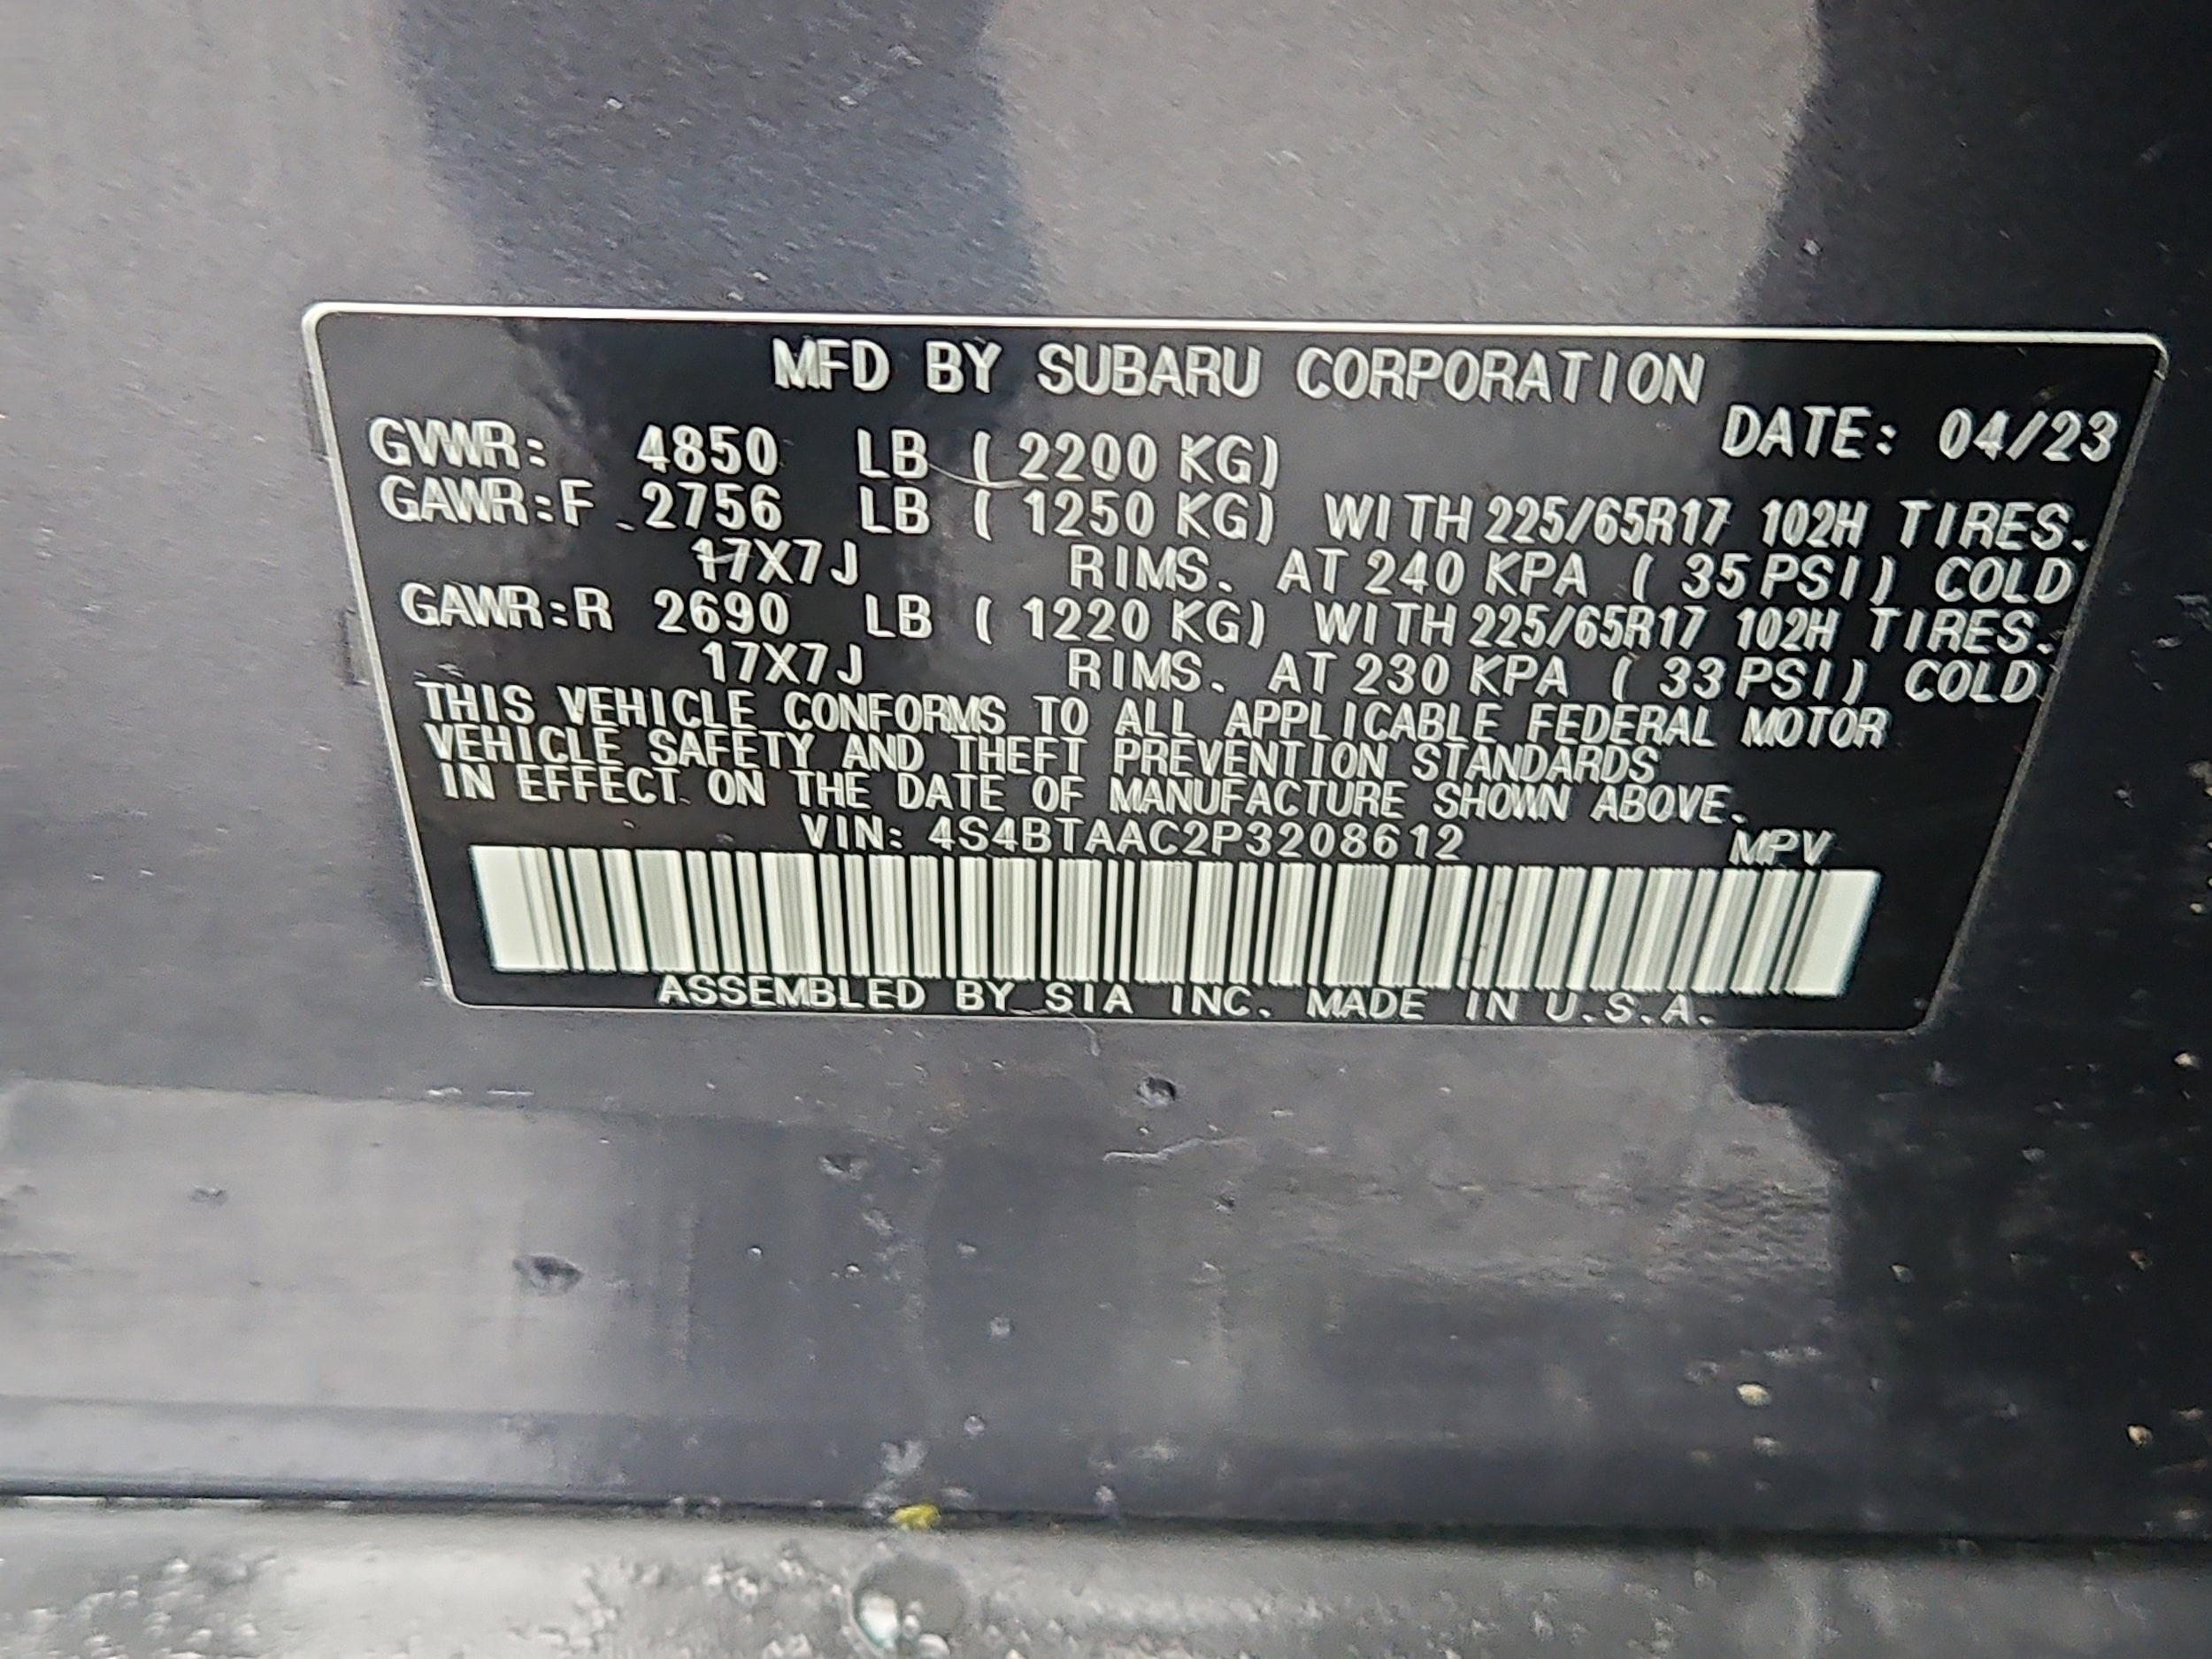 MFD BY SUBARU CORPORATION
DATE: 04/23
GVWR: 4850 LB ( 2200 KG)
GAWR:F 2756 LB ( 1250 KG) WITH 225/65R17 102H TIRES.
17X7J RIMS. AT 240 KPA ( 35 PSI) COLD
GAWR:R 2690 LB ( 1220 KG) WITH 225/65R17 102H TIRES.
17X7J RIMS. AT 230 KPA ( 33 PSI) COLD
THIS VEHICLE CONFORMS TO ALL APPLICABLE FEDERAL MOTOR
VEHICLE SAFETY AND THEFT PREVENTION STANDARDS
IN EFFECT ON THE DATE OF MANUFACTURE SHOWN ABOVE.
VIN: 4S4BTAAC2P3208612 MPV
ASSEMBLED BY SIA INC. MADE IN U.S.A.